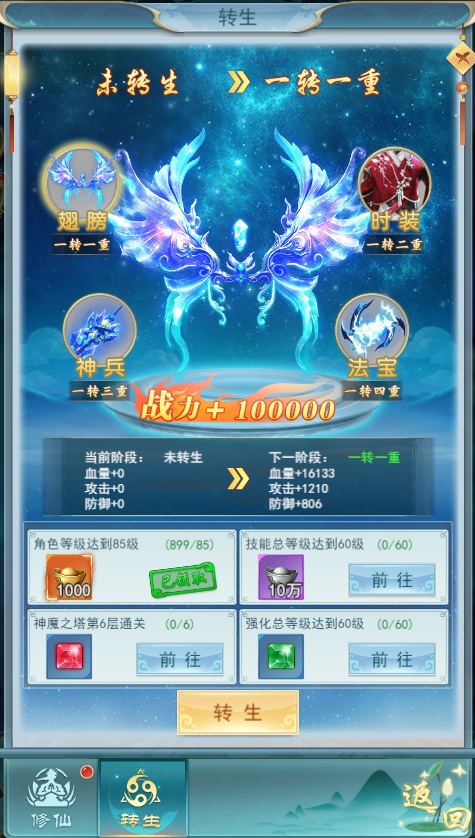 转生
未转生 一转一重
翅膀
一转一重
时装
一转二重
神兵
一转三重
法宝
一转四重
战力+100000
当前阶段： 未转生
血量+0
攻击+0
防御+0
下一阶段： 一转一重
血量+16133
攻击+1210
防御+806
角色等级达到85级 (899/85)
1000
已领取
技能总等级达到60级 (0/60)
10万
前往
神魔之塔第6层通关 (0/6)
前往
强化总等级达到60级 (0/60)
前往
转生
修仙
转生
返回